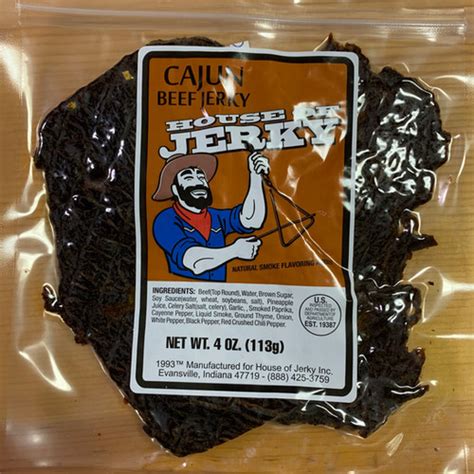 CAJUN
BEEF JERKY
HOUSE OF
JERKY
NATURAL SMOKE FLAVORING
INGREDIENTS: Beef(Top Round), Water, Brown Sugar,
Soy Sauce(water, wheat, soybeans, salt), Pineapple
Juice, Celery Salt(salt, celery), Garlic, , Smoked Paprika,
Cayenne Pepper, Liquid Smoke, Ground Thyme, Onion,
White Pepper, Black Pepper, Red Crushed Chili Pepper.
U.S.
INSPECTED
AND PASSED BY
DEPARTMENT OF
AGRICULTURE
EST. 19387
NET WT. 4 OZ. (113g)
1993™ Manufactured for House of Jerky Inc.
Evansville, Indiana 47719 - (888) 425-3759